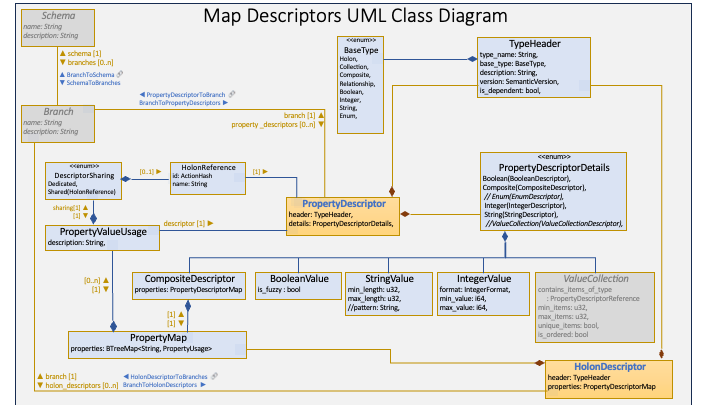 Map Descriptors UML Class Diagram
Schema
name: String
description: String
▲ schema [1]
▼ branches [0..n]
▲ BranchToSchema
▼ SchemaToBranches
<<enum>>
BaseType
Holon,
Collection,
Composite,
Relationship,
Boolean,
Integer,
String,
Enum,
TypeHeader
type_name: String,
base_type: BaseType,
description: String,
version: SemanticVersion,
is_dependent: bool,
◄ PropertyDescriptorToBranch
BranchToPropertyDescriptors ►
Branch
name: String
description: String
branch [1] ▲
property _descriptors [0..n] ▼
<<enum>>
DescriptorSharing
Dedicated,
Shared(HolonReference)
[0..1] ►
HolonReference
id: ActionHash
name: String
[1] ►
<<enum>>
PropertyDescriptorDetails
Boolean(BooleanDescriptor),
Composite(CompositeDescriptor),
// Enum(EnumDescriptor),
Integer(IntegerDescriptor),
String(StringDescriptor),
//ValueCollection(ValueCollectionDescriptor),
PropertyDescriptor
header: TypeHeader,
details: PropertyDescriptorDetails,
sharing[1] ▲
[1] ▼
PropertyValueUsage
description: String,
descriptor [1] ►
[0..n] ▲
[1] ▼
CompositeDescriptor
properties: PropertyDescriptorMap
BooleanValue
is_fuzzy : bool
StringValue
min_length: u32,
max_length: u32,
//pattern: String,
IntegerValue
format: IntegerFormat,
min_value: i64,
max_value: i64,
ValueCollection
contains_items_of_type
: PropertyDescriptorReference
min_items: u32,
max_items: u32,
unique_items: bool,
is_ordered: bool
[1] ▲
[1] ▼
PropertyMap
properties: BTreeMap<String, PropertyUsage>
HolonDescriptor
header: TypeHeader
properties: PropertyDescriptorMap
▲ branch [1]
▼ holon_descriptors [0..n]
◄ HolonDescriptorToBranches
BranchToHolonDescriptors ►